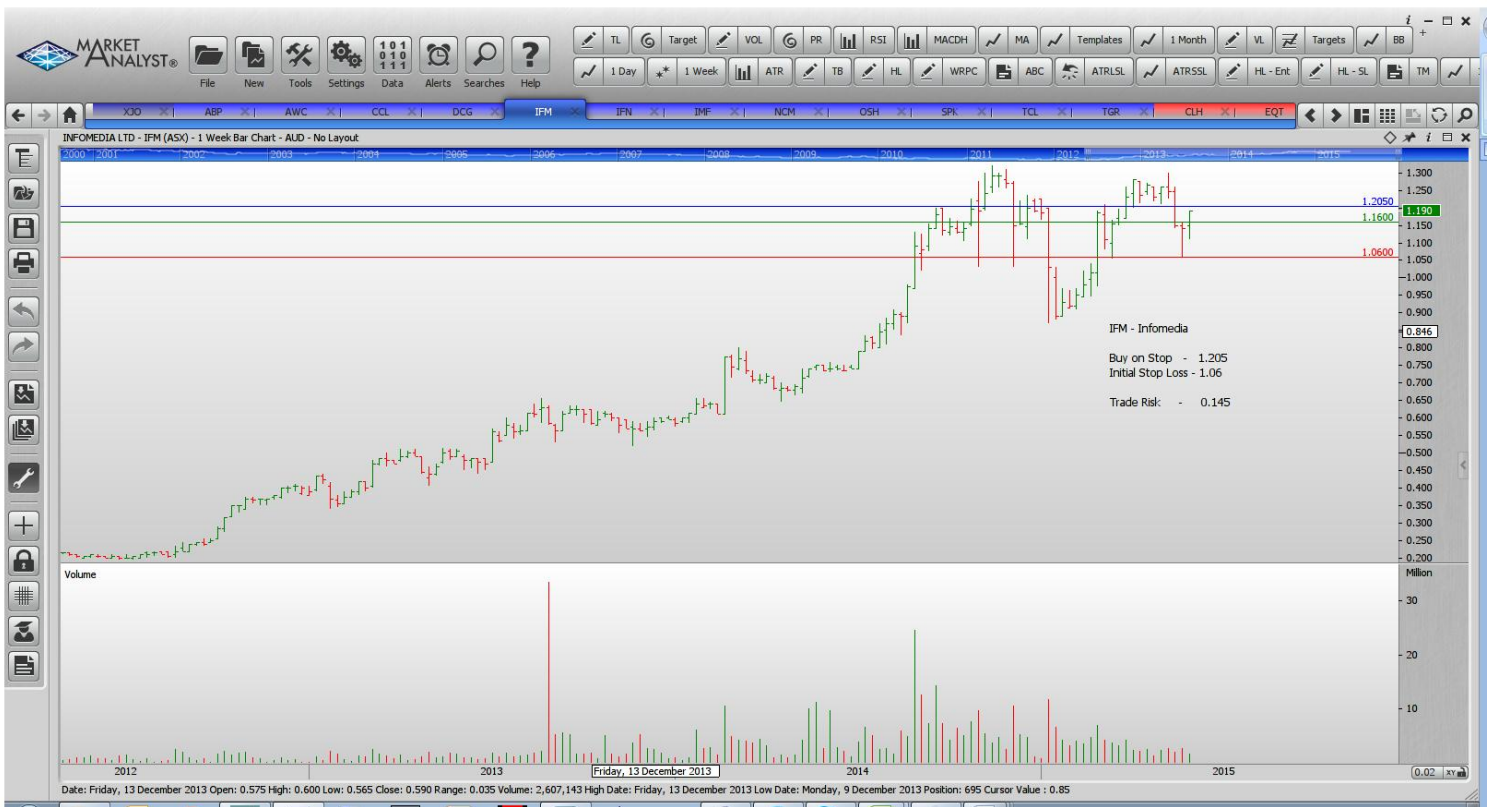 i
MARKET
ANALYST®
File New Tools Settings Data Alerts Searches Help
TL Target VOL PR RSI MACDH MA Templates 1 Month VL Targets BB
1 Day 1 Week ATR TB HL WRPC ABC ATRLSL ATRSSL HL - Ent HL - SL TM
XJO ABP AWC CCL DCG IFM IFN IMF NCM OSH SPK TCL TGR CLH EQT
INFOMEDIA LTD - IFM (ASX) - 1 Week Bar Chart - AUD - No Layout
2000 2001 2002 2003 2004 2005 2006 2007 2008 2009 2010 2011 2012 2013 2014 2015
1.300
1.250
1.2050
1.190
1.1600
1.150
1.100
1.0600
1.050
1.000
0.950
0.900
0.846
0.800
0.750
0.700
0.650
0.600
0.550
0.500
0.450
0.400
0.350
0.300
0.250
0.200
IFM - Infomedia
Buy on Stop - 1.205
Initial Stop Loss - 1.06
Trade Risk - 0.145
Volume
Million
30
20
10
2012 2013 Friday, 13 December 2013 2014 2015 0.02 XY
Date: Friday, 13 December 2013 Open: 0.575 High: 0.600 Low: 0.565 Close: 0.590 Range: 0.035 Volume: 2,607,143 High Date: Friday, 13 December 2013 Low Date: Monday, 9 December 2013 Position: 695 Cursor Value : 0.85